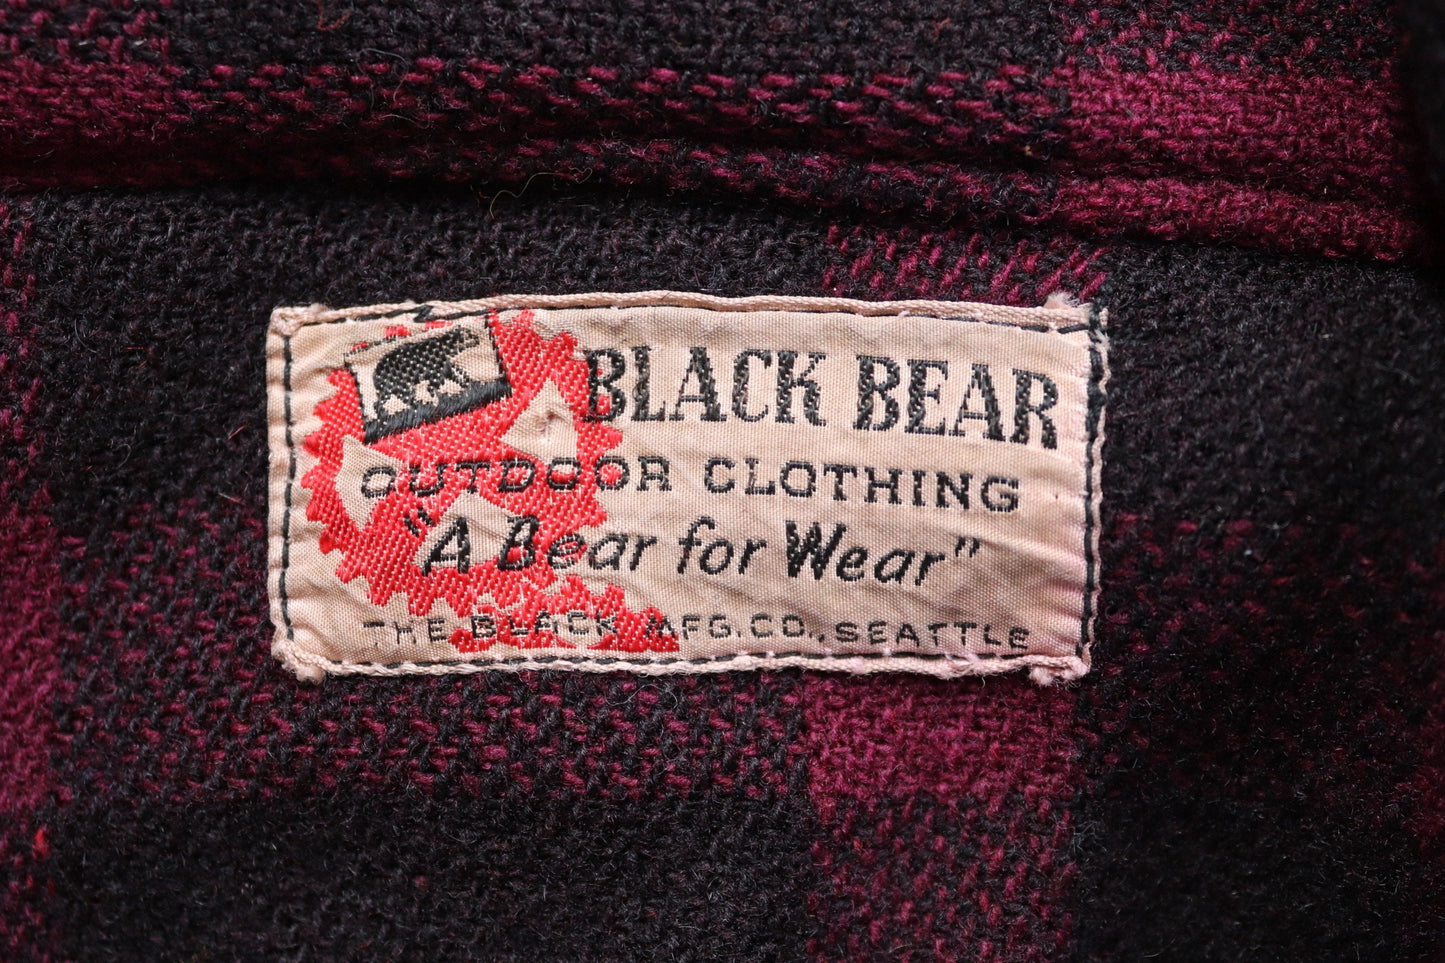 BLACK BEAR
OUTDOOR CLOTHING
"A Bear for Wear"
THE BLACK MFG. CO., SEATTLE